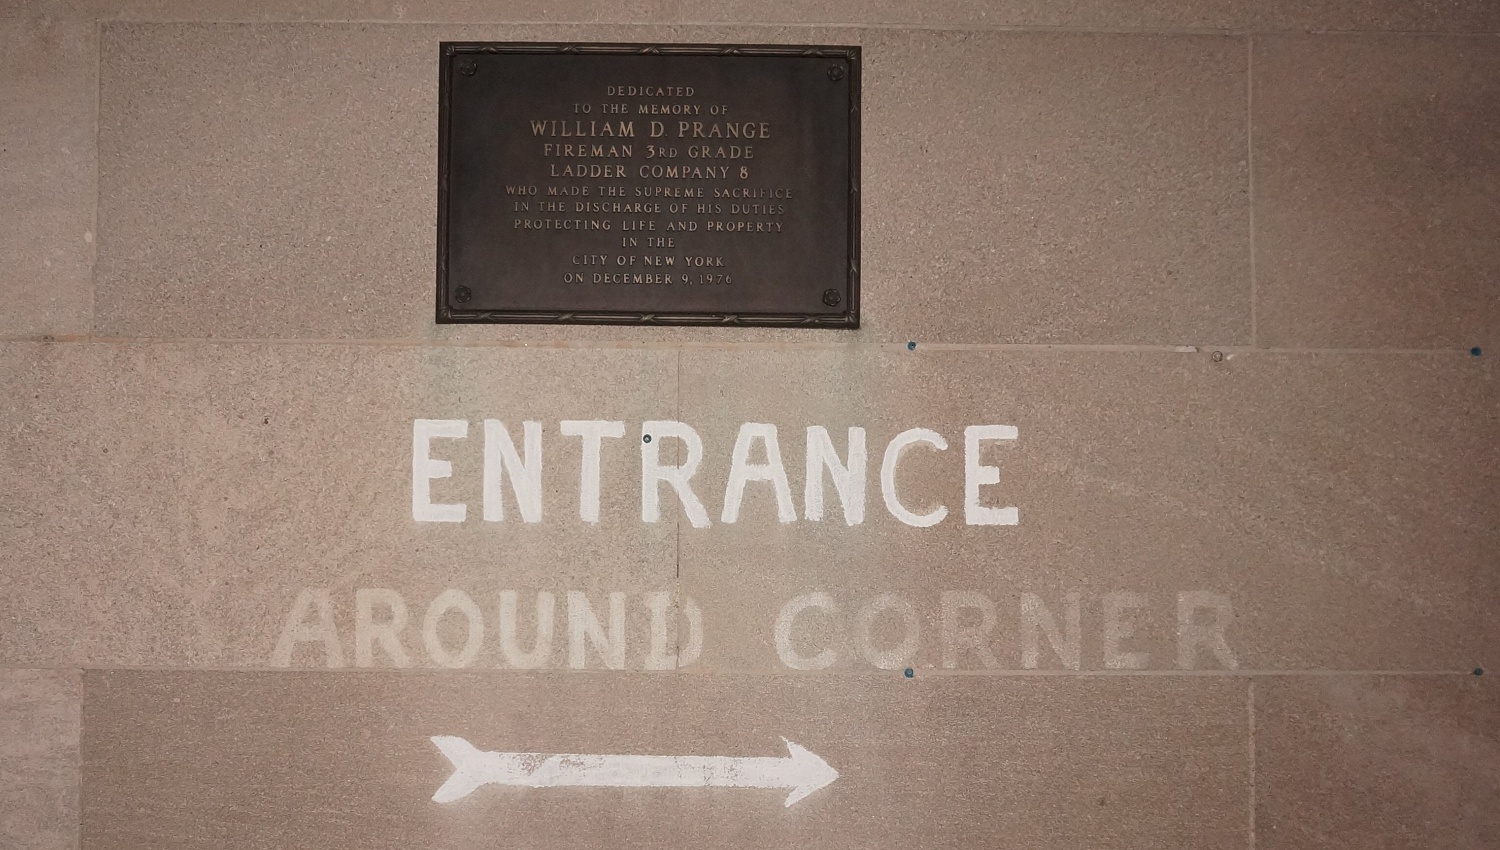 DEDICATED
TO THE MEMORY OF
WILLIAM D. PRANGE
FIREMAN 3RD GRADE
LADDER COMPANY 8
WHO MADE THE SUPREME SACRIFICE
IN THE DISCHARGE OF HIS DUTIES
PROTECTING LIFE AND PROPERTY
IN THE
CITY OF NEW YORK
ON DECEMBER 9, 1976
ENTRANCE
AROUND CORNER